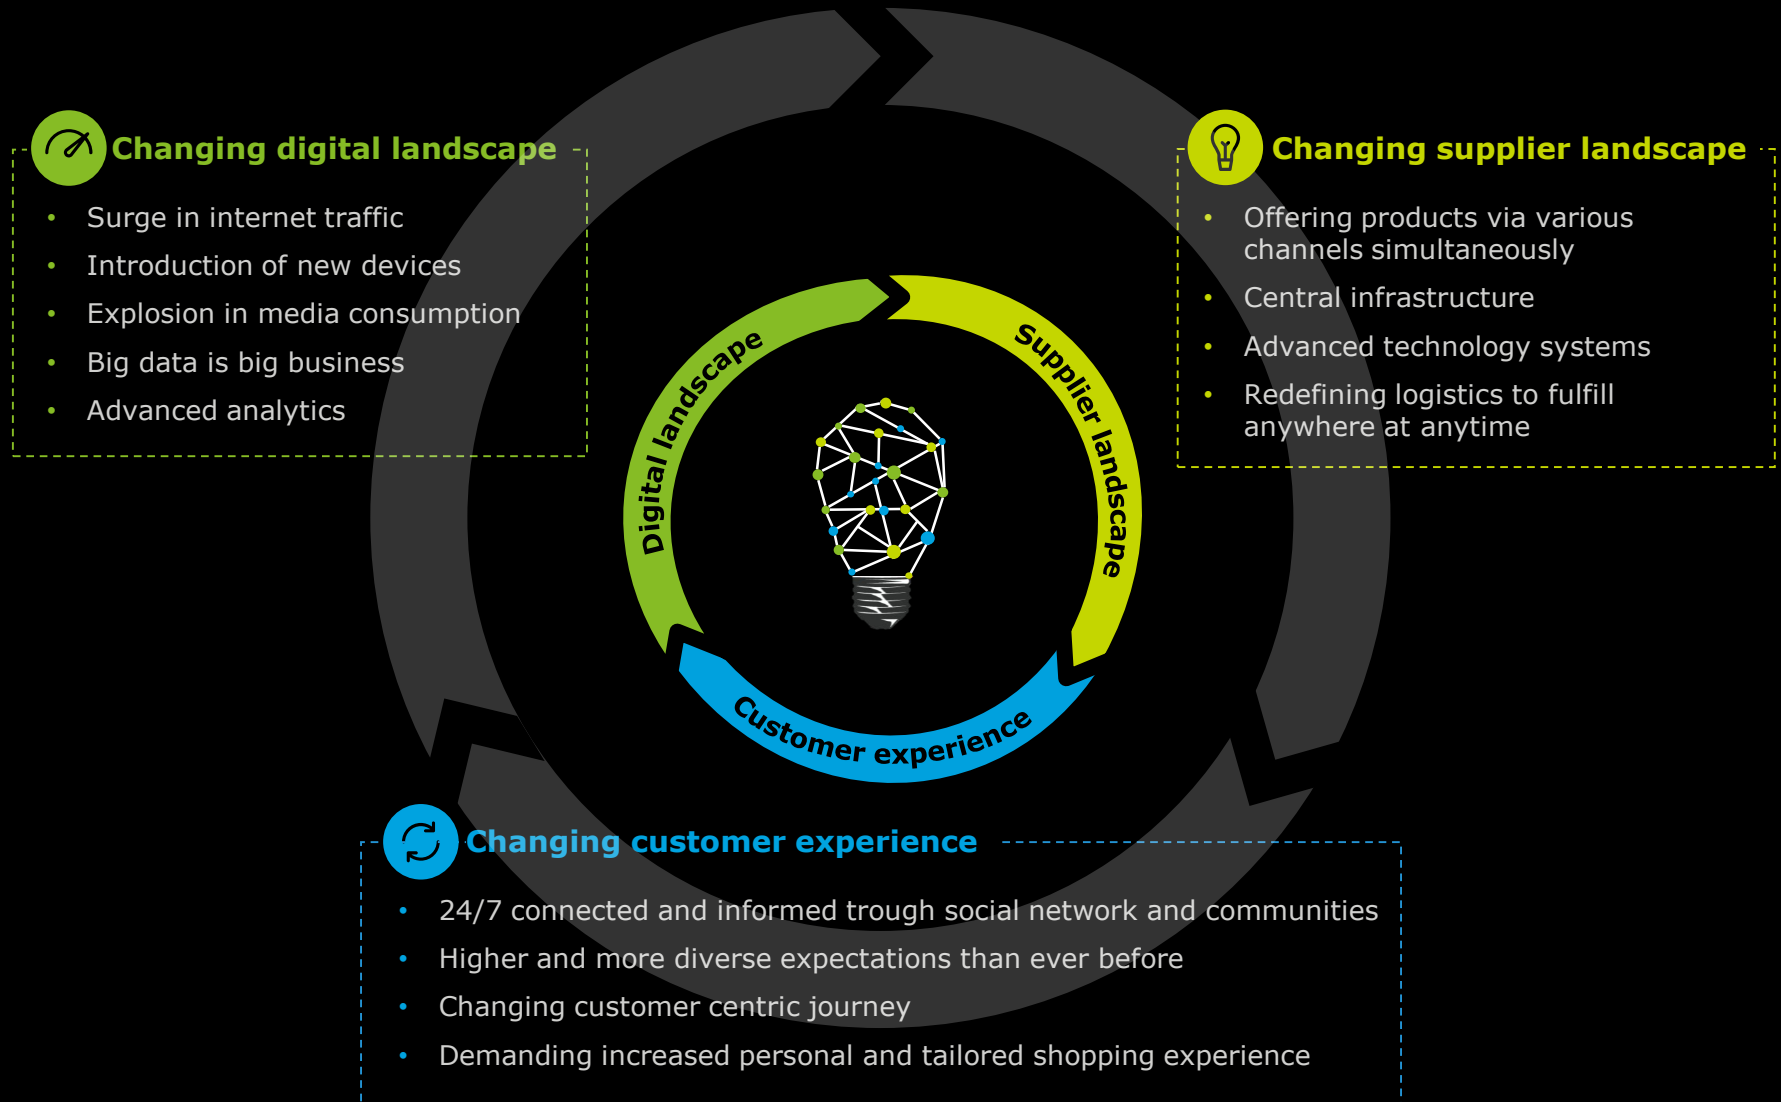 Changing digital landscape
• Surge in internet traffic
• Introduction of new devices
• Explosion in media consumption
• Big data is big business
• Advanced analytics
Changing supplier landscape
• Offering products via various
channels simultaneously
• Central infrastructure
• Advanced technology systems
• Redefining logistics to fulfill
anywhere at anytime
Digital landscape
Supplier landscape
Customer experience
Changing customer experience
• 24/7 connected and informed trough social network and communities
• Higher and more diverse expectations than ever before
• Changing customer centric journey
• Demanding increased personal and tailored shopping experience